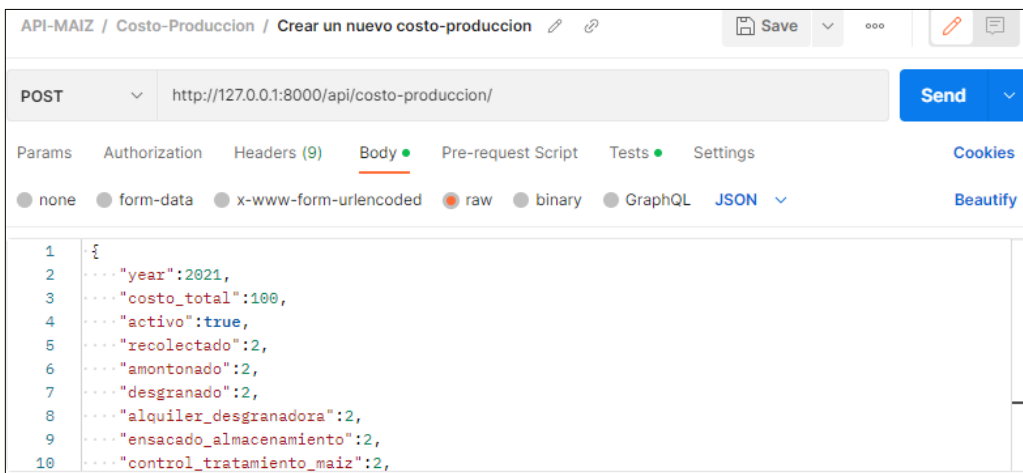 API-MAIZ / Costo-Produccion / Crear un nuevo costo-produccion Save
POST http://127.0.0.1:8000/api/costo-produccion/ Send
Params Authorization Headers (9) Body Pre-request Script Tests Settings Cookies
none form-data x-www-form-urlencoded raw binary GraphQL JSON Beautify
1 {
2 "year":2021,
3 "costo_total":100,
4 "activo":true,
5 "recolectado":2,
6 "amontonado":2,
7 "desgranado":2,
8 "alquiler_desgranadora":2,
9 "ensacado_almacenamiento":2,
10 "control_tratamiento_maiz":2,